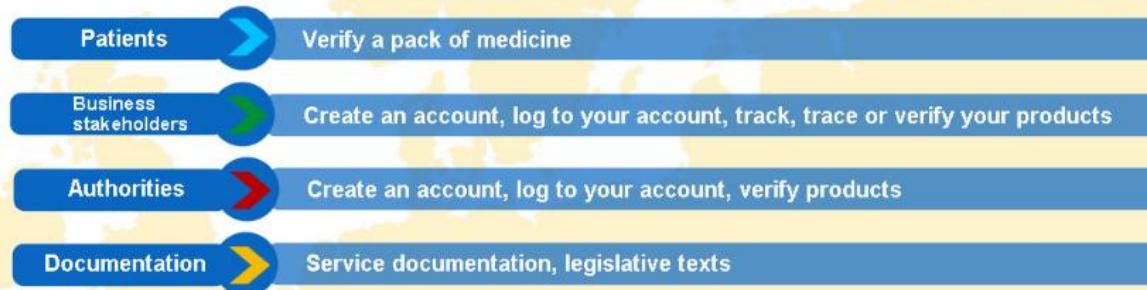 Patients
Verify a pack of medicine
Business
stakeholders
Create an account, log to your account, track, trace or verify your products
Authorities
Create an account, log to your account, verify products
Documentation
Service documentation, legislative texts